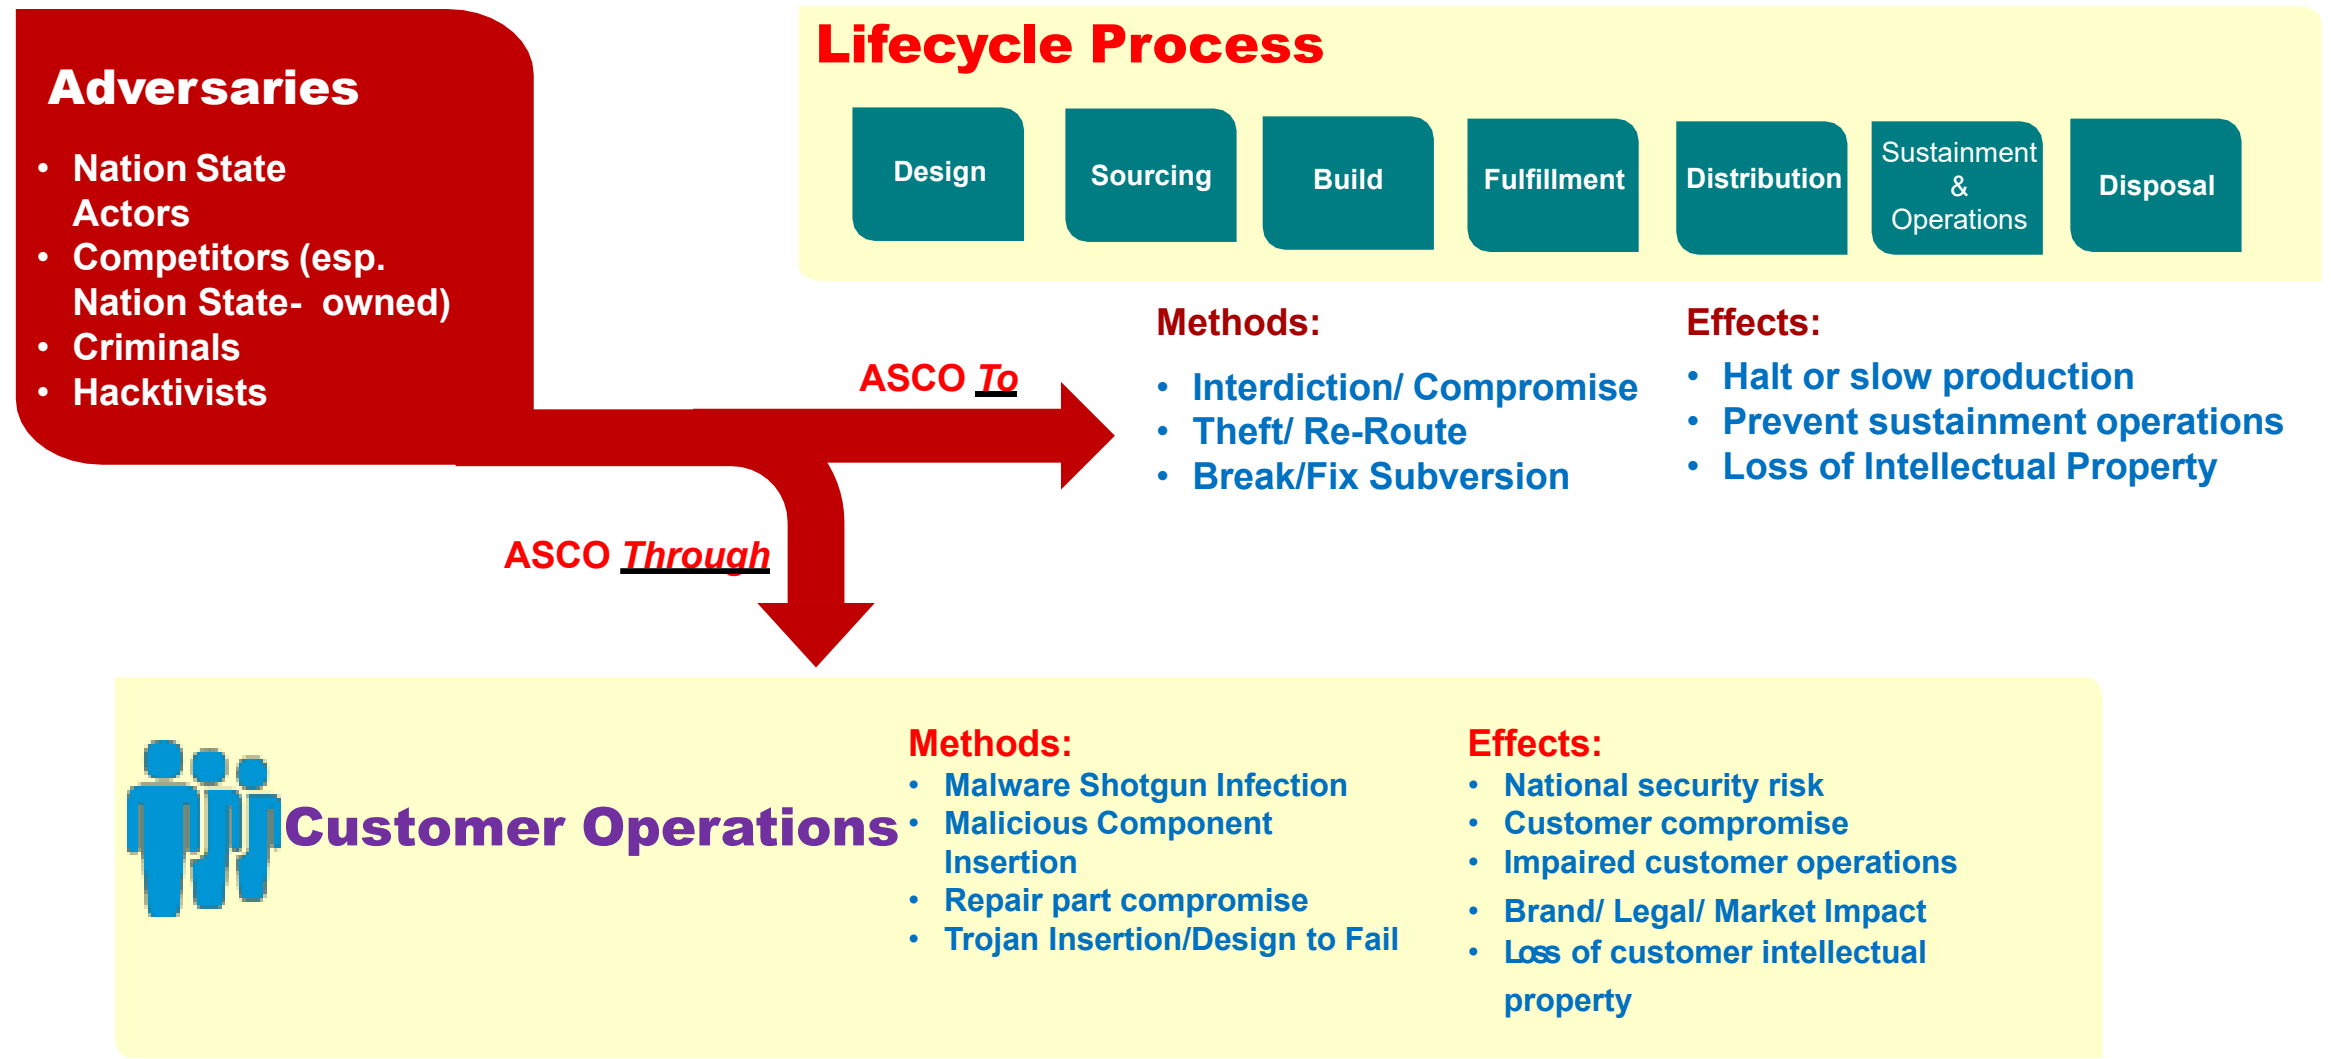 Adversaries
• Nation State
Actors
• Competitors (esp.
Nation State- owned)
• Criminals
• Hacktivists
Lifecycle Process
Design
Sourcing
Build
Fulfillment
Distribution
Sustainment
&
Operations
Disposal
ASCO To
Methods:
• Interdiction/ Compromise
• Theft/ Re-Route
• Break/Fix Subversion
Effects:
• Halt or slow production
• Prevent sustainment operations
• Loss of Intellectual Property
ASCO Through
Customer Operations
Methods:
• Malware Shotgun Infection
• Malicious Component
Insertion
• Repair part compromise
• Trojan Insertion/Design to Fail
Effects:
• National security risk
• Customer compromise
• Impaired customer operations
• Brand/ Legal/ Market Impact
• Loss of customer intellectual
property